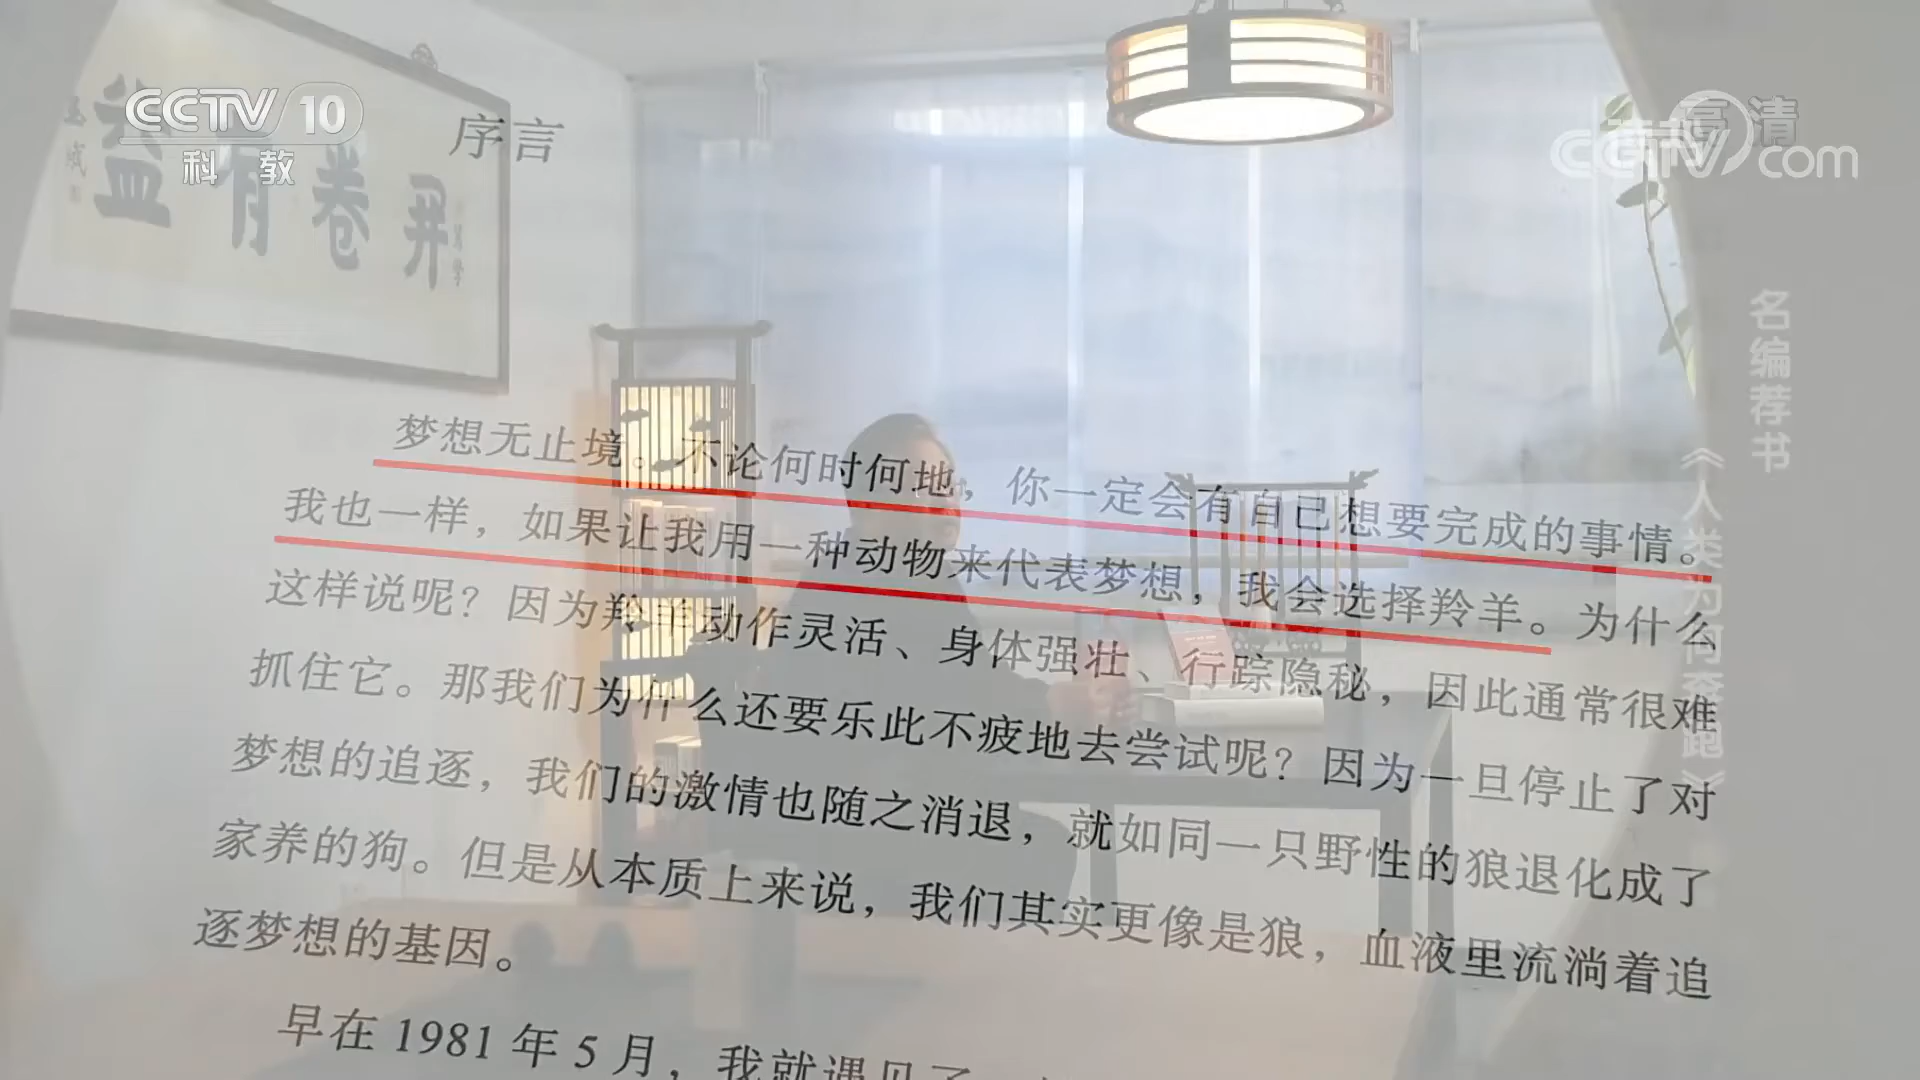 CCTV 10
科教
高清
CCTV.com
開卷有益
名编荐书
《人类为何奔跑》
序言
梦想无止境。不论何时何地，你一定会有自己想要完成的事情。
我也一样，如果让我用一种动物来代表梦想，我会选择羚羊。为什么
这样说呢？因为羚羊动作灵活、身体强壮、行踪隐秘，因此通常很难
抓住它。那我们为什么还要乐此不疲地去尝试呢？因为一旦停止了对
梦想的追逐，我们的激情也随之消退，就如同一只野性的狼退化成了
家养的狗。但是从本质上来说，我们其实更像是狼，血液里流淌着追
逐梦想的基因。
早在 1981 年 5 月，我就遇见了